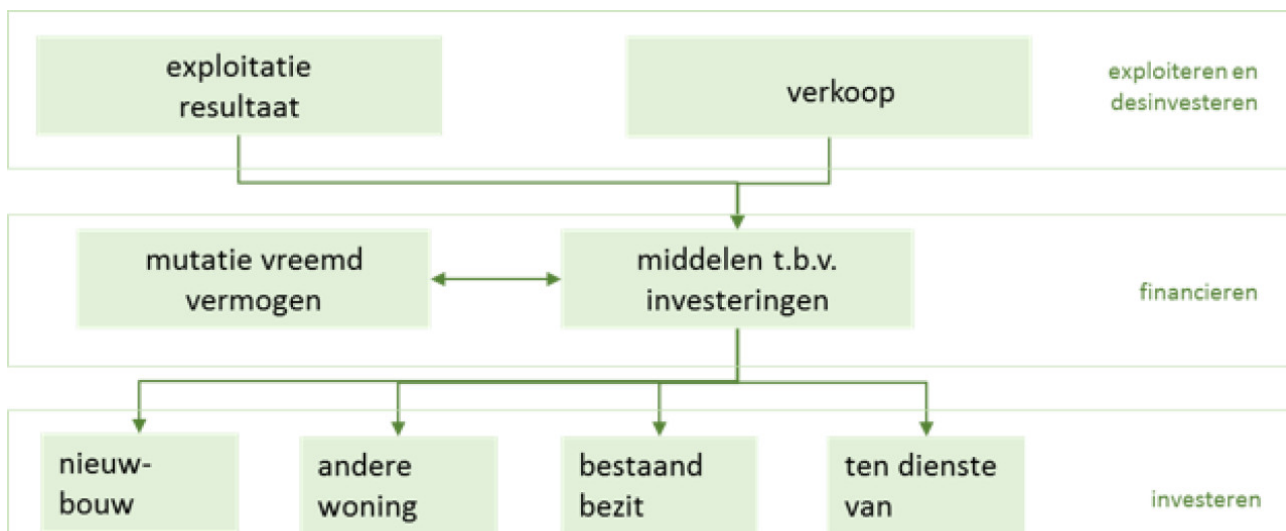 exploitatie
resultaat
verkoop
exploiteren en
desinvesteren
mutatie vreemd
vermogen
middelen t.b.v.
investeringen
financieren
nieuw-
bouw
andere
woning
bestaand
bezit
ten dienste
van
investeren